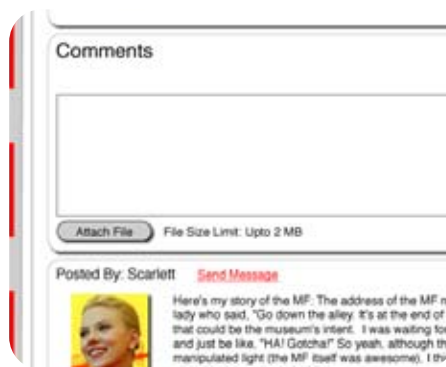 Comments
Attach File File Size Limit: Upto 2 MB
Posted By: Scarlett Send Message
Here's my story of the MF: The address of the MF
lady who said, "Go down the alley. It's at the end of
that could be the museum's intent. I was waiting for
and just be like, "HA! Gotcha!" So yeah, although
manipulated light (the MF itself was awesome), I